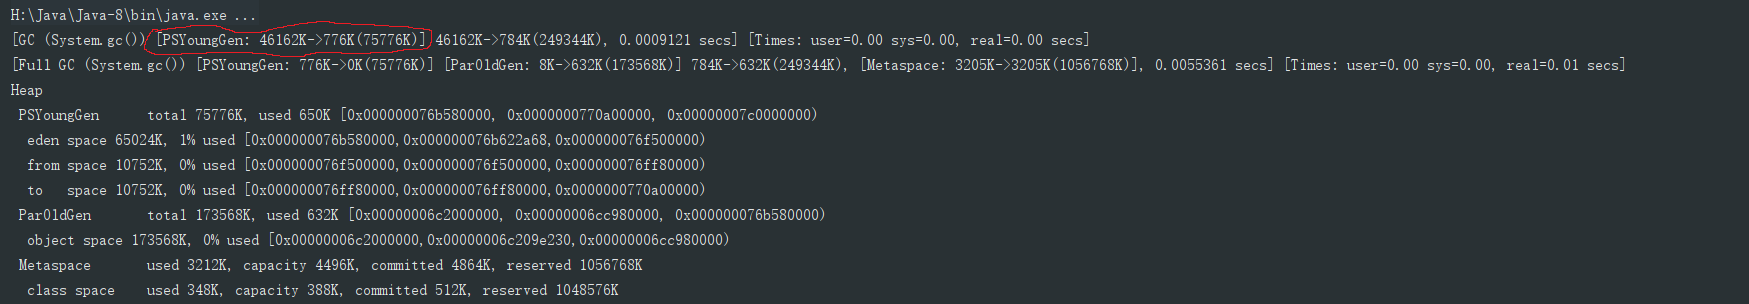 H:\Java\Java-8\bin\java.exe ...
[GC (System.gc()) [PSYoungGen: 46162K->776K(75776K)] 46162K->784K(249344K), 0.0009121 secs] [Times: user=0.00 sys=0.00, real=0.00 secs]
[Full GC (System.gc()) [PSYoungGen: 776K->0K(75776K)] [ParOldGen: 8K->632K(173568K)] 784K->632K(249344K), [Metaspace: 3205K->3205K(1056768K)], 0.0055361 secs] [Times: user=0.00 sys=0.00, real=0.01 secs]
Heap
PSYoungGen total 75776K, used 650K [0x000000076b580000, 0x0000000770a00000, 0x00000007c0000000)
eden space 65024K, 1% used [0x000000076b580000,0x000000076b622a68,0x000000076f500000)
from space 10752K, 0% used [0x000000076f500000,0x000000076f500000,0x000000076ff80000)
to space 10752K, 0% used [0x000000076ff80000,0x000000076ff80000,0x0000000770a00000)
ParOldGen total 173568K, used 632K [0x00000006c2000000, 0x00000006cc980000, 0x000000076b580000)
object space 173568K, 0% used [0x00000006c2000000,0x00000006c209e230,0x00000006cc980000)
Metaspace used 3212K, capacity 4496K, committed 4864K, reserved 1056768K
class space used 348K, capacity 388K, committed 512K, reserved 1048576K